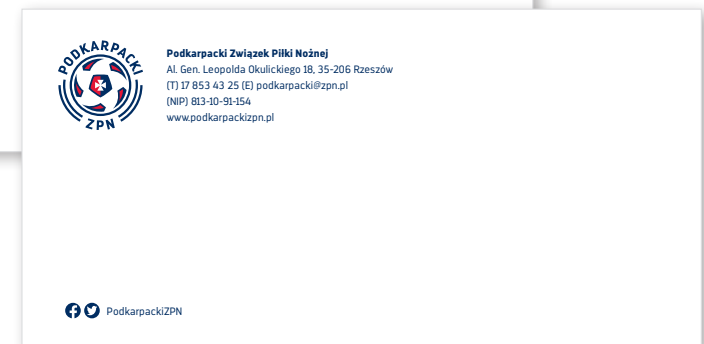 PODKARPACKI
ZPN
Podkarpacki Związek Piłki Nożnej
Al. Gen. Leopolda Okulickiego 18, 35-206 Rzeszów
(T) 17 853 43 25 (E) podkarpacki@zpn.pl
(NIP) 813-10-91-154
www.podkarpackizpn.pl
PodkarpackiZPN